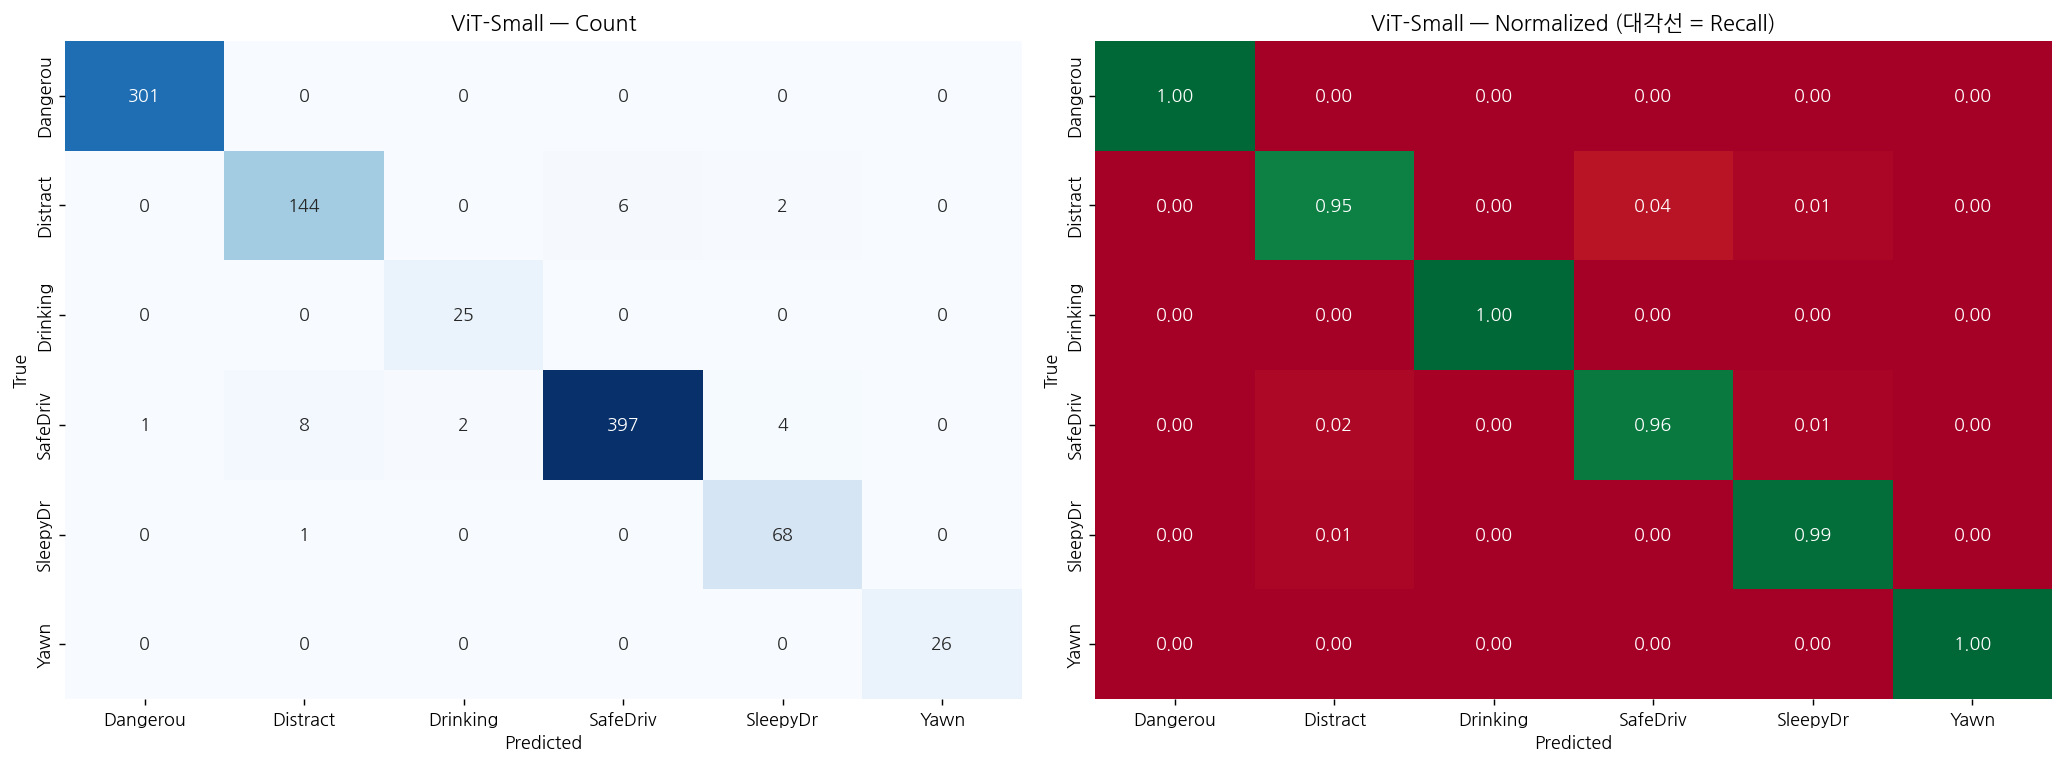 ViT-Small — Count
Dangerou 301 0 0 0 0 0
Distract 0 144 0 6 2 0
Drinking 0 0 25 0 0 0
SafeDriv 1 8 2 397 4 0
SleepyDr 0 1 0 0 68 0
Yawn 0 0 0 0 0 26
True
Dangerou Distract Drinking SafeDriv SleepyDr Yawn
Predicted
ViT-Small — Normalized (대각선 = Recall)
Dangerou 1.00 0.00 0.00 0.00 0.00 0.00
Distract 0.00 0.95 0.00 0.04 0.01 0.00
Drinking 0.00 0.00 1.00 0.00 0.00 0.00
SafeDriv 0.00 0.02 0.00 0.96 0.01 0.00
SleepyDr 0.00 0.01 0.00 0.00 0.99 0.00
Yawn 0.00 0.00 0.00 0.00 0.00 1.00
True
Dangerou Distract Drinking SafeDriv SleepyDr Yawn
Predicted